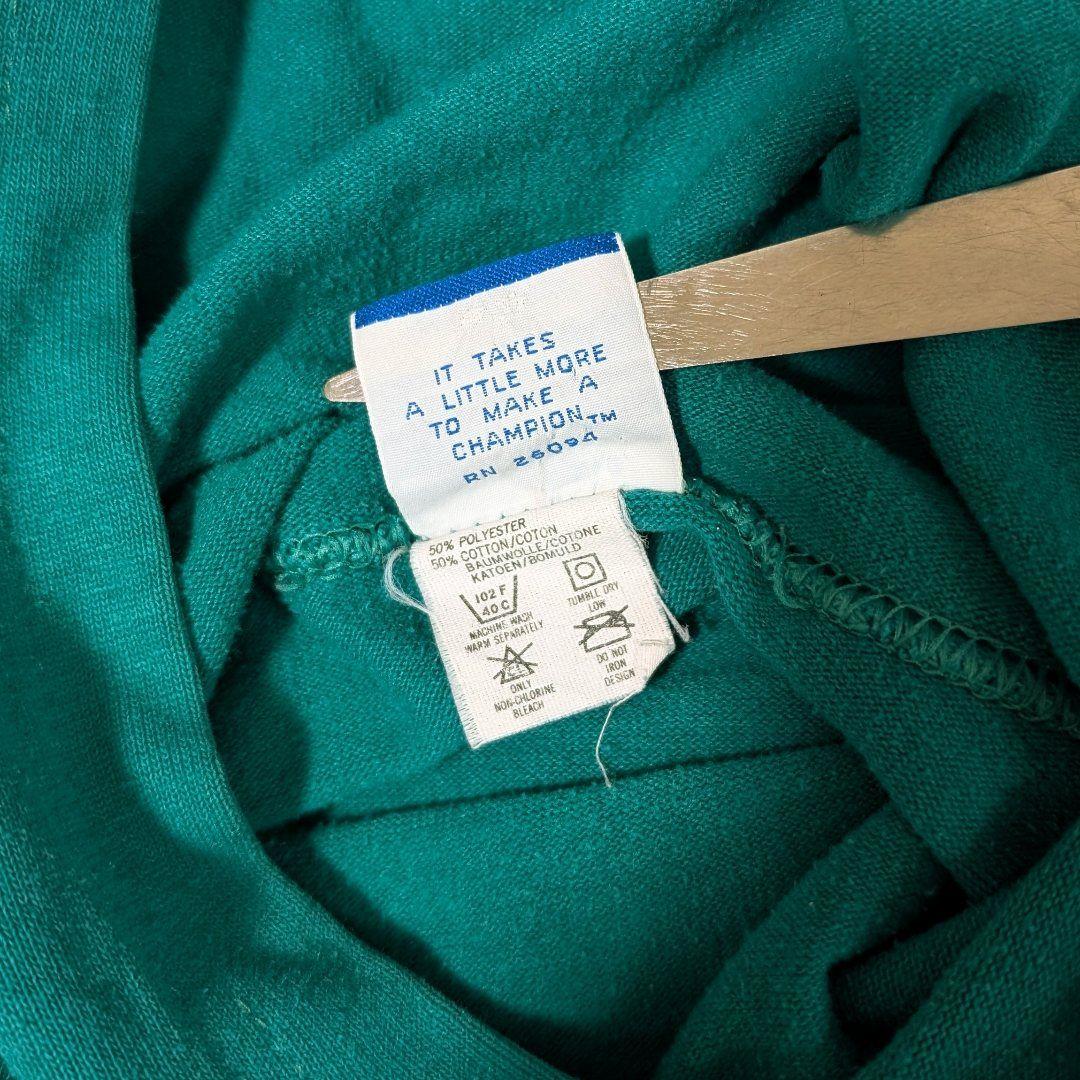 IT TAKES
A LITTLE MORE
TO MAKE A
CHAMPION™
RN 26094
50% POLYESTER
50% COTTON/COTON
BAUMWOLLE/COTONE
KATOEN/BOMULD
102 F
40 C
MACHINE WASH
WARM SEPARATELY
TUMBLE DRY
LOW
CL
ONLY
NON-CHLORINE
BLEACH
DO NOT
IRON
DESIGN